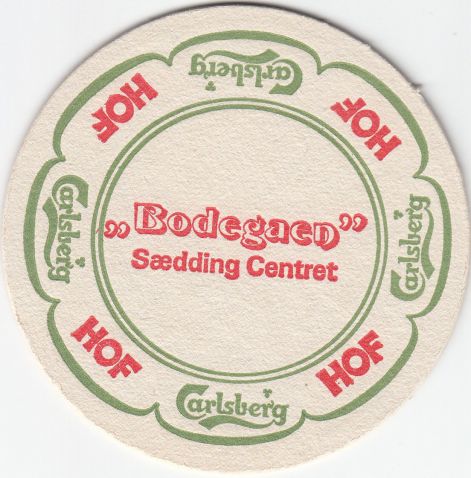 Carlsberg
HOF
HOF
„Bodegaen”
Sædding Centret
Carlsberg
Carlsberg
HOF
HOF
Carlsberg